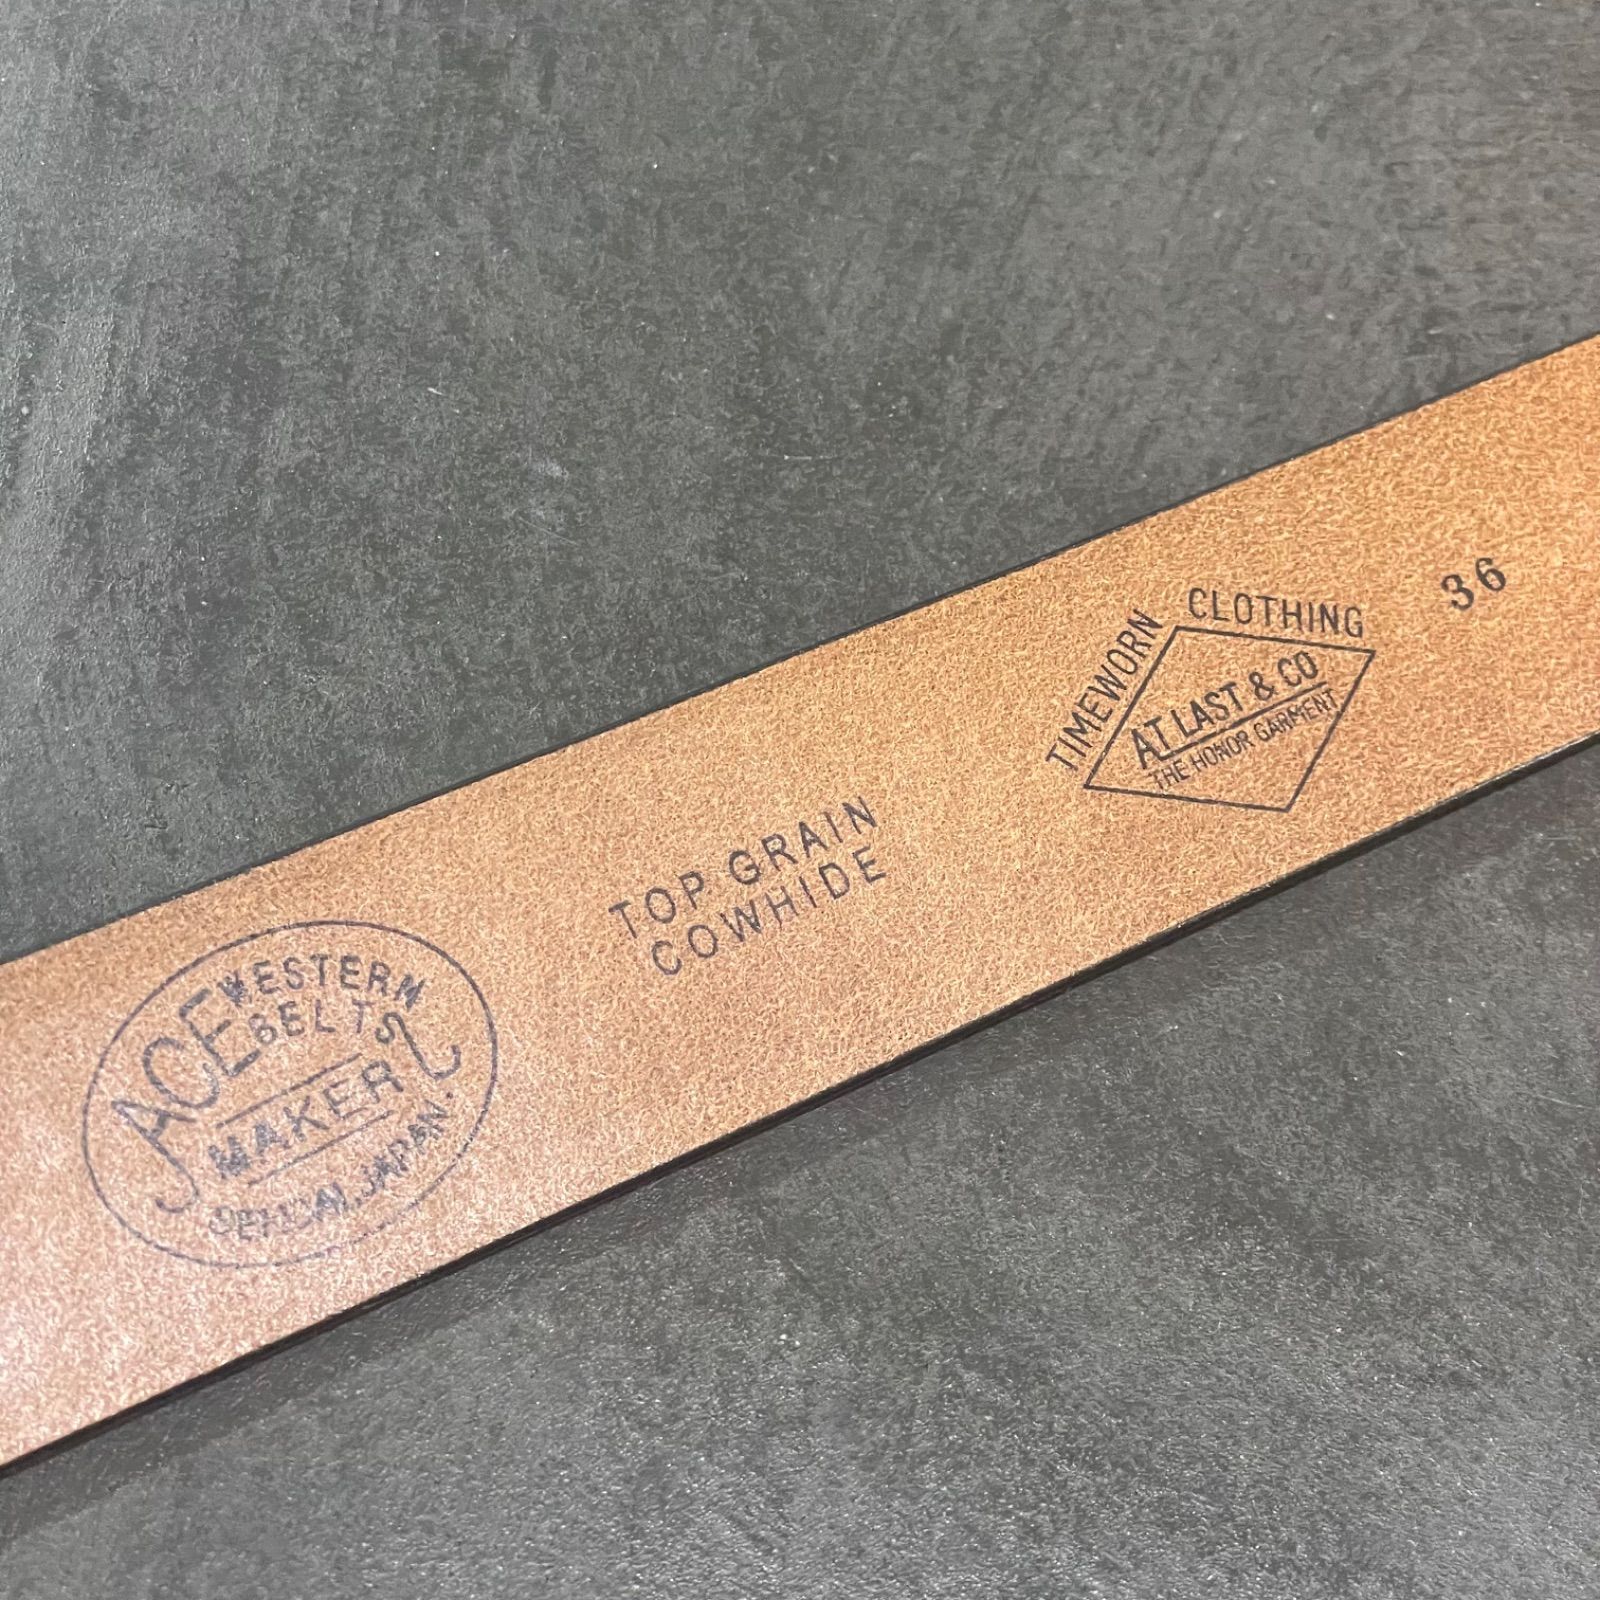 ACE WESTERN
BELTS
MAKER
SENDAI, JAPAN.
TOP GRAIN
COWHIDE
TIMEWORN CLOTHING
AT LAST & CO
THE HONOR GARMENT
36